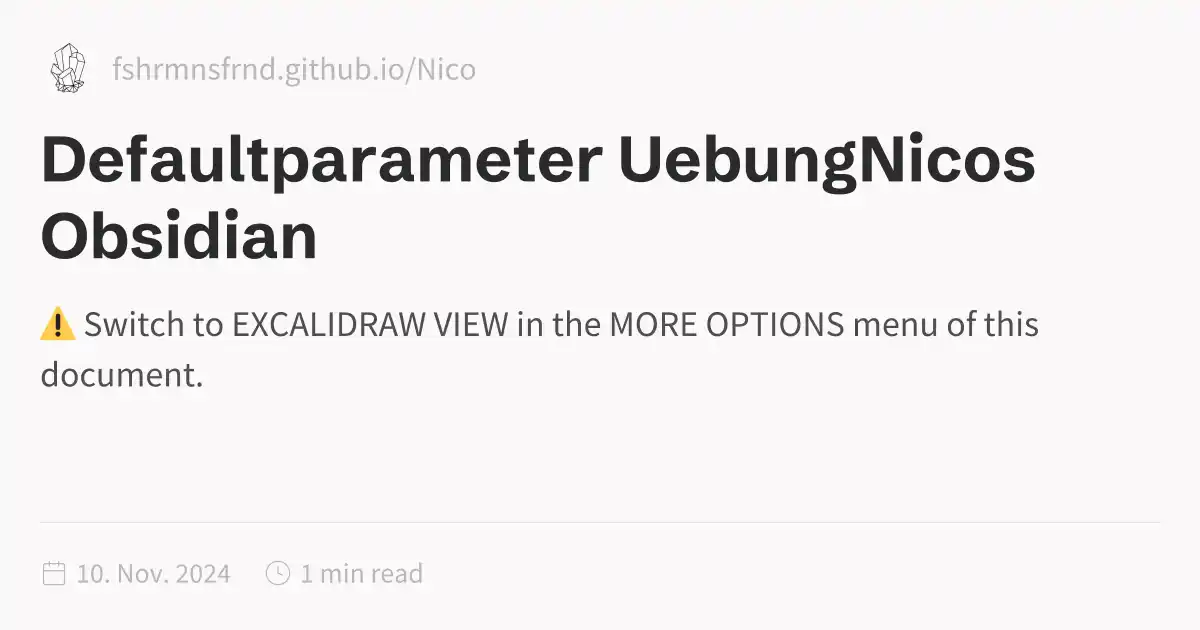 fshrmnsfrnd.github.io/Nico
Defaultparameter UebungNicos
Obsidian
⚠️ Switch to EXCALIDRAW VIEW in the MORE OPTIONS menu of this
document.
10. Nov. 2024 1 min read